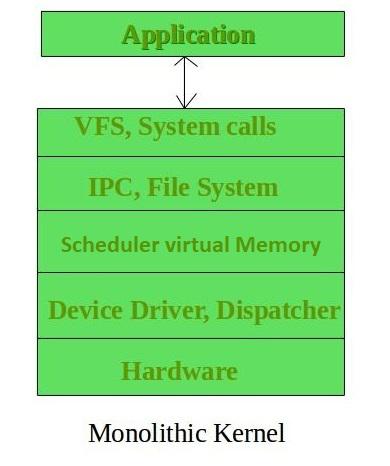 Application
VFS, System calls
IPC, File System
Scheduler virtual Memory
Device Driver, Dispatcher
Hardware
Monolithic Kernel